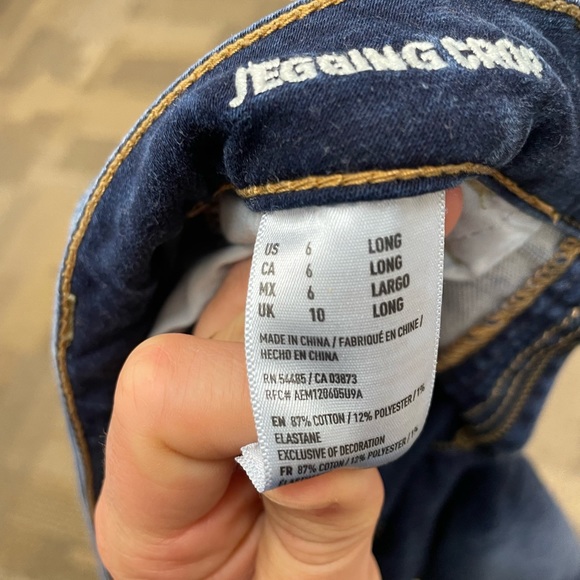 JEGGING CROP
US 6 LONG
CA 6 LONG
MX 6 LARGO
UK 10 LONG
MADE IN CHINA / FABRIQUÉ EN CHINE /
HECHO EN CHINA
RN 54485 / CA 03873
RFC# AEM120605U9A
EN 87% COTTON / 12% POLYESTER / 1%
ELASTANE
EXCLUSIVE OF DECORATION
FR 87% COTON / 12% POLYESTER / 1%